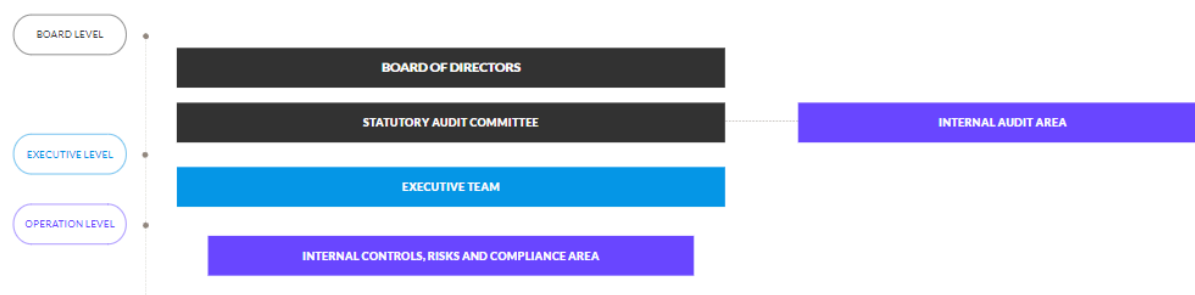 BOARD LEVEL
BOARD OF DIRECTORS
STATUTORY AUDIT COMMITTEE
INTERNAL AUDIT AREA
EXECUTIVE LEVEL
EXECUTIVE TEAM
OPERATION LEVEL
INTERNAL CONTROLS, RISKS AND COMPLIANCE AREA